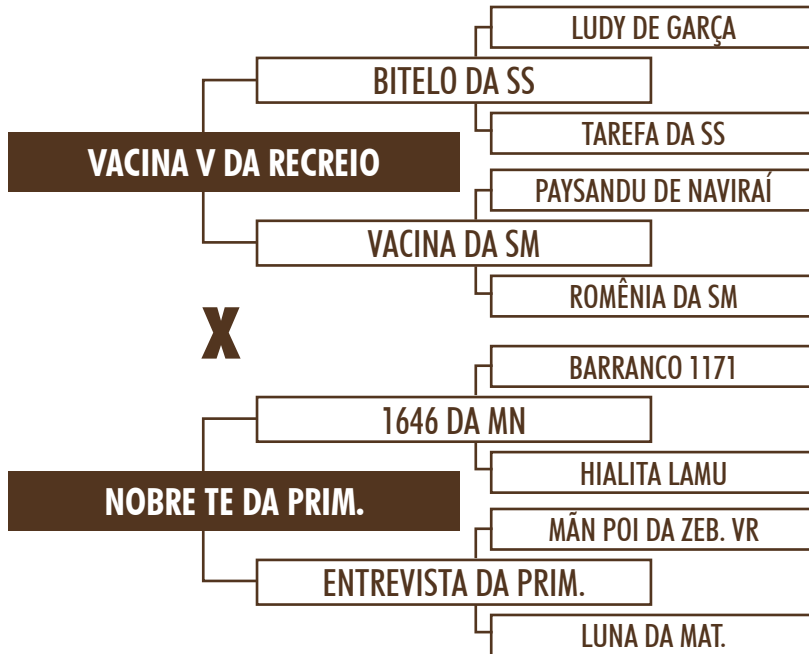 LUDY DE GARÇA
BITELO DA SS
TAREFA DA SS
VACINA V DA RECREIO
PAYSANDU DE NAVIRAÍ
VACINA DA SM
ROMÊNIA DA SM
X
BARRANCO 1171
1646 DA MN
HIALITA LAMU
NOBRE TE DA PRIM.
MÃN POI DA ZEB. VR
ENTREVISTA DA PRIM.
LUNA DA MAT.